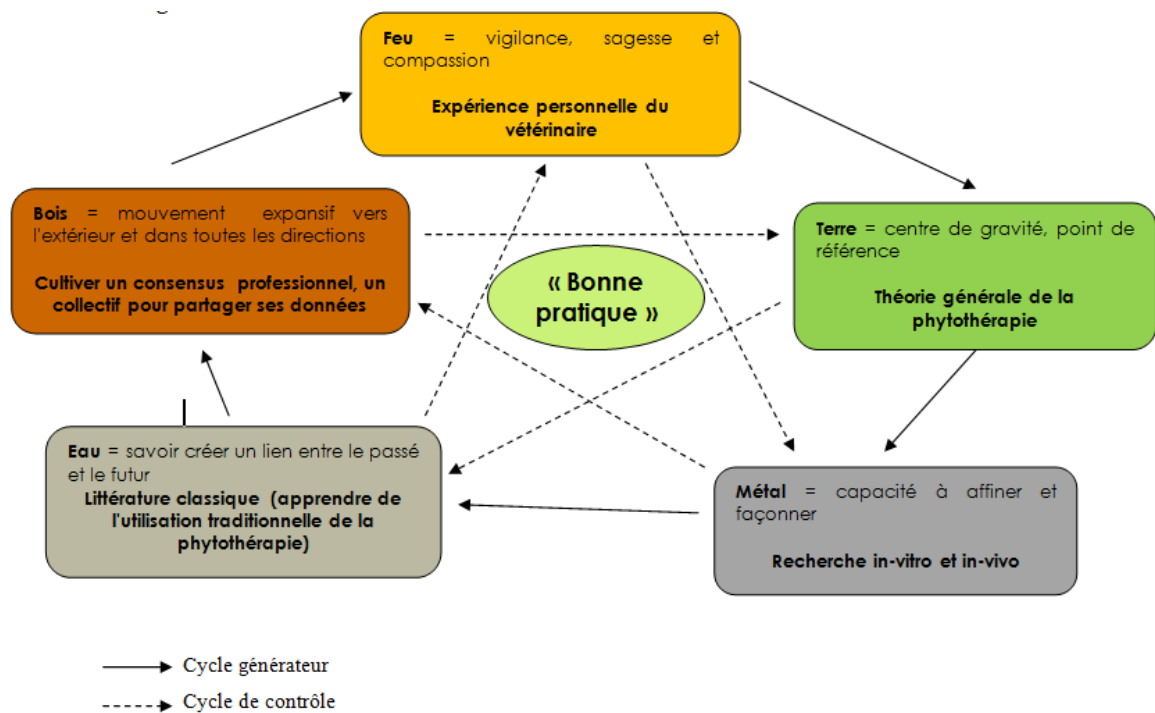 Feu = vigilance, sagesse et
compassion
Expérience personnelle du
vétérinaire
Bois = mouvement expansif vers
l'extérieur et dans toutes les directions
Cultiver un consensus professionnel, un
collectif pour partager ses données
Terre = centre de gravité, point de
référence
Théorie générale de la
phytothérapie
« Bonne
pratique »
Eau = savoir créer un lien entre le passé
et le futur
Littérature classique (apprendre de
l'utilisation traditionnelle de la
phytothérapie)
Métal = capacité à affiner et
façonner
Recherche in-vitro et in-vivo
Cycle générateur
Cycle de contrôle